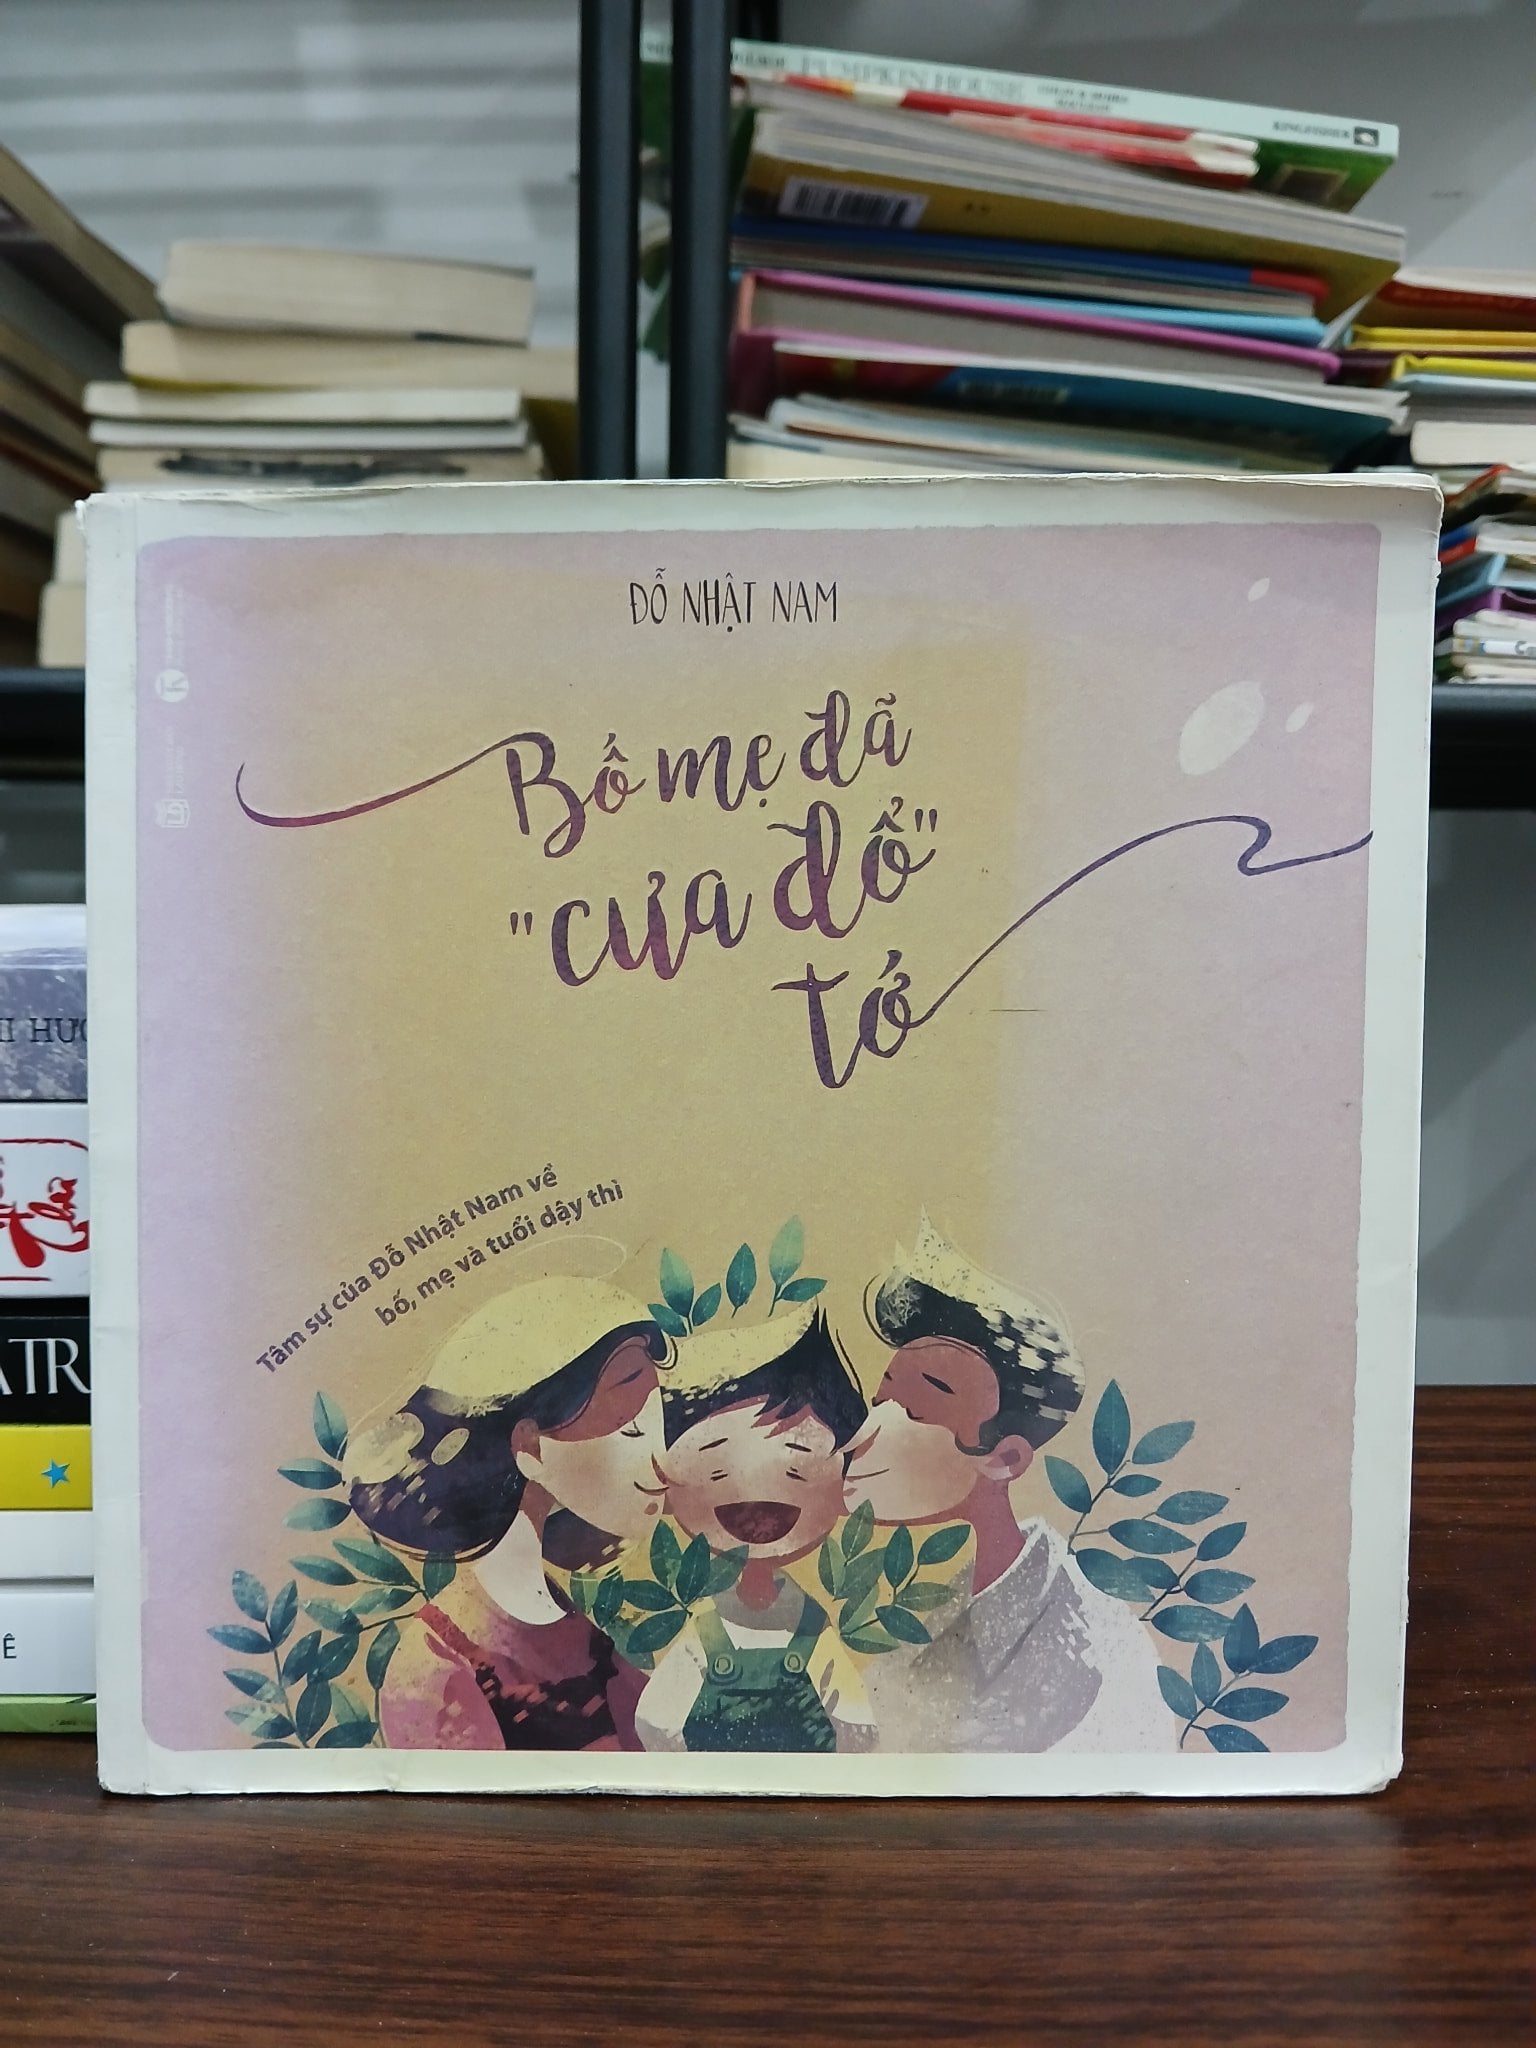 PUMPKIN HOUSE
KINGFISHER
ĐỖ NHẬT NAM
Bố mẹ đã
"cưa đổ"
tớ
Tâm sự của Đỗ Nhật Nam về
bố, mẹ và tuổi dậy thì
Ê